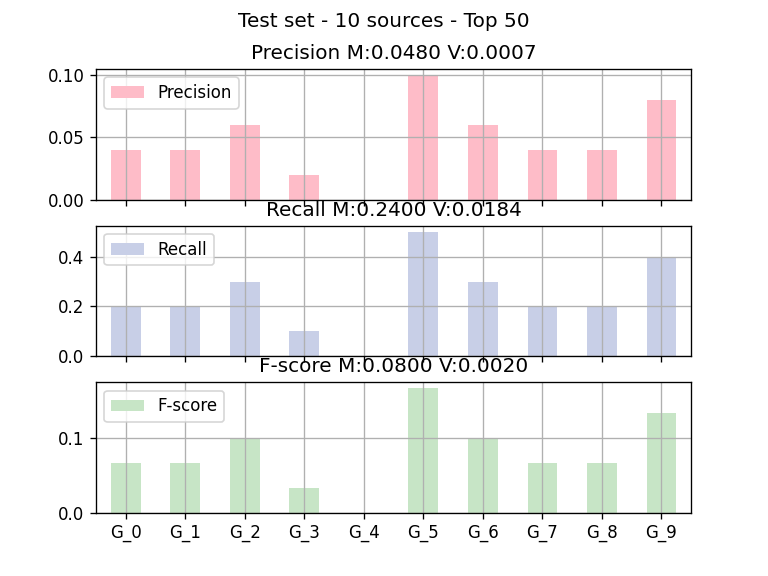 Test set - 10 sources - Top 50
Precision M:0.0480 V:0.0007
0.10
0.05
0.00
Precision
Recall M:0.2400 V:0.0184
0.4
0.2
0.0
Recall
F-score M:0.0800 V:0.0020
0.1
0.0
F-score
G_0 G_1 G_2 G_3 G_4 G_5 G_6 G_7 G_8 G_9